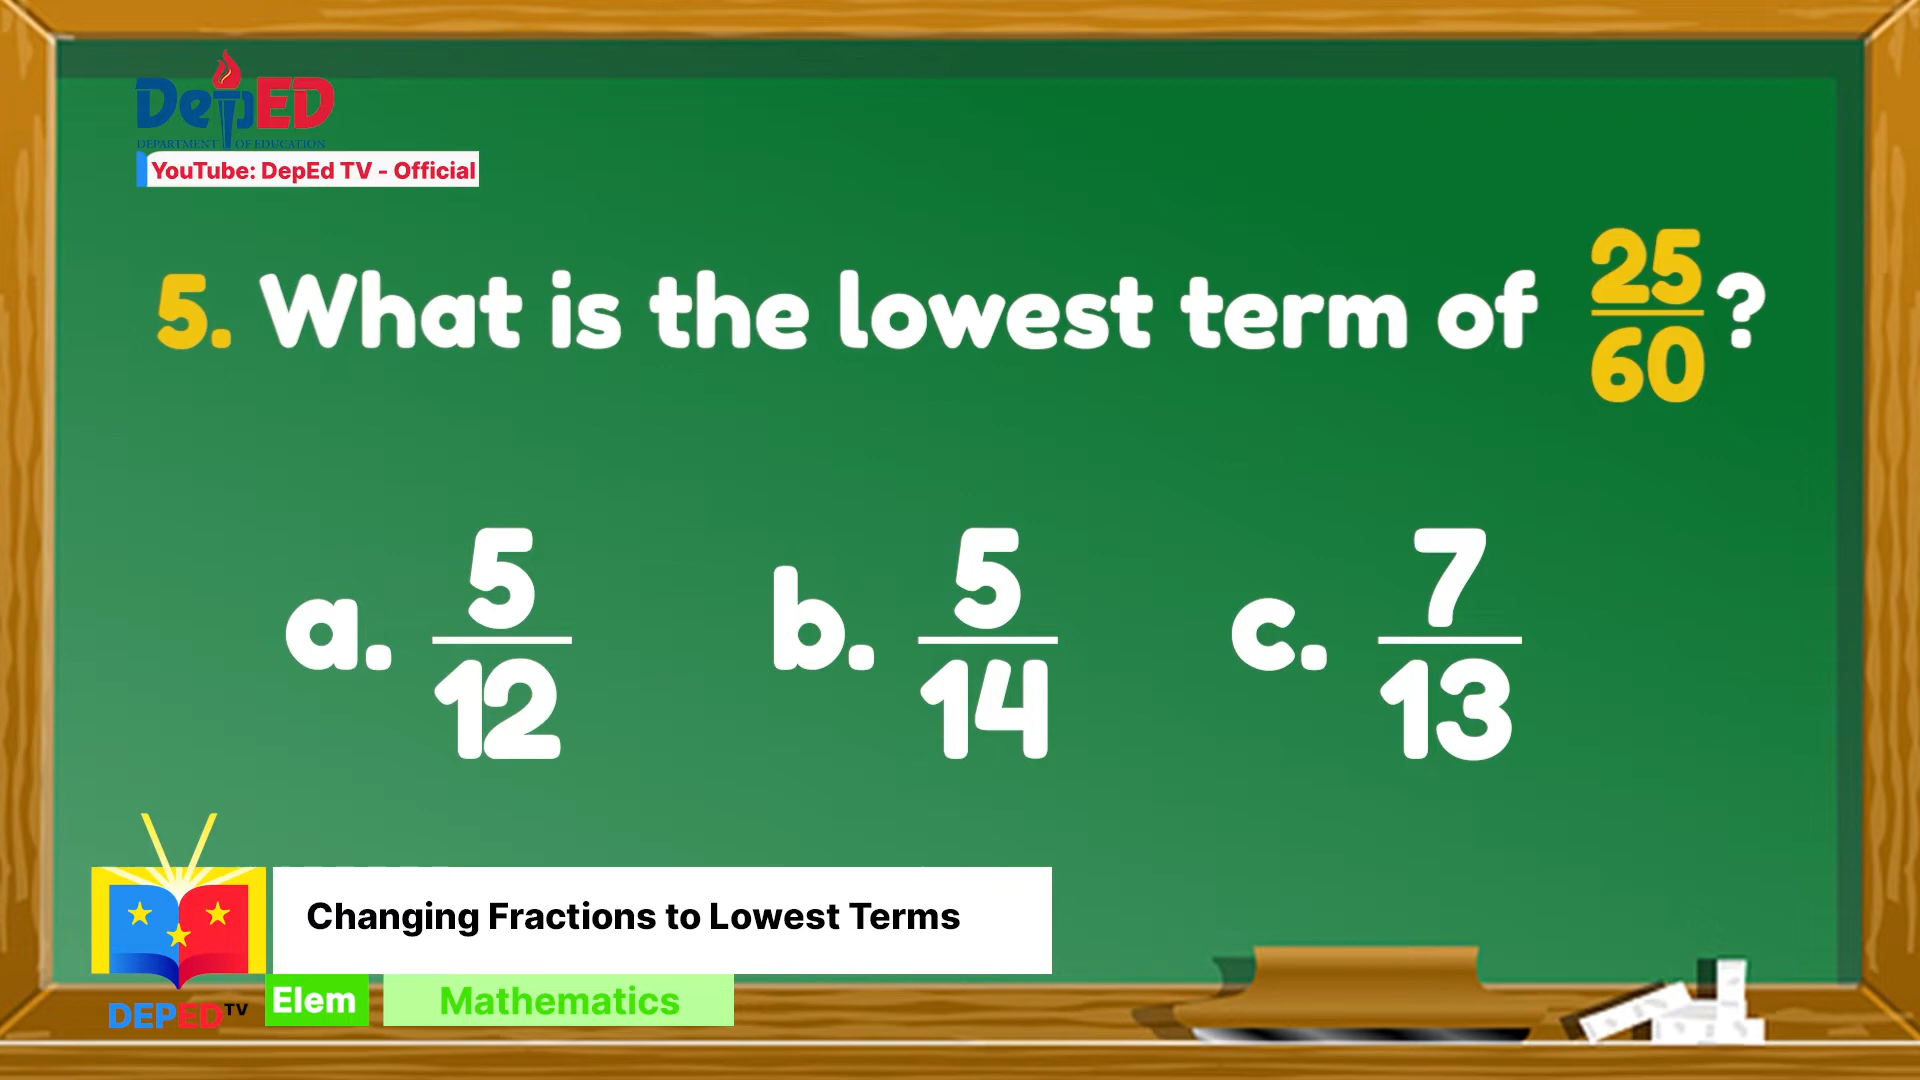 DepED
DEPARTMENT OF EDUCATION
YouTube: DepEd TV - Official
5. What is the lowest term of 25/60?
a. 5/12 b. 5/14 c. 7/13
Changing Fractions to Lowest Terms
DEPED TV
Elem Mathematics